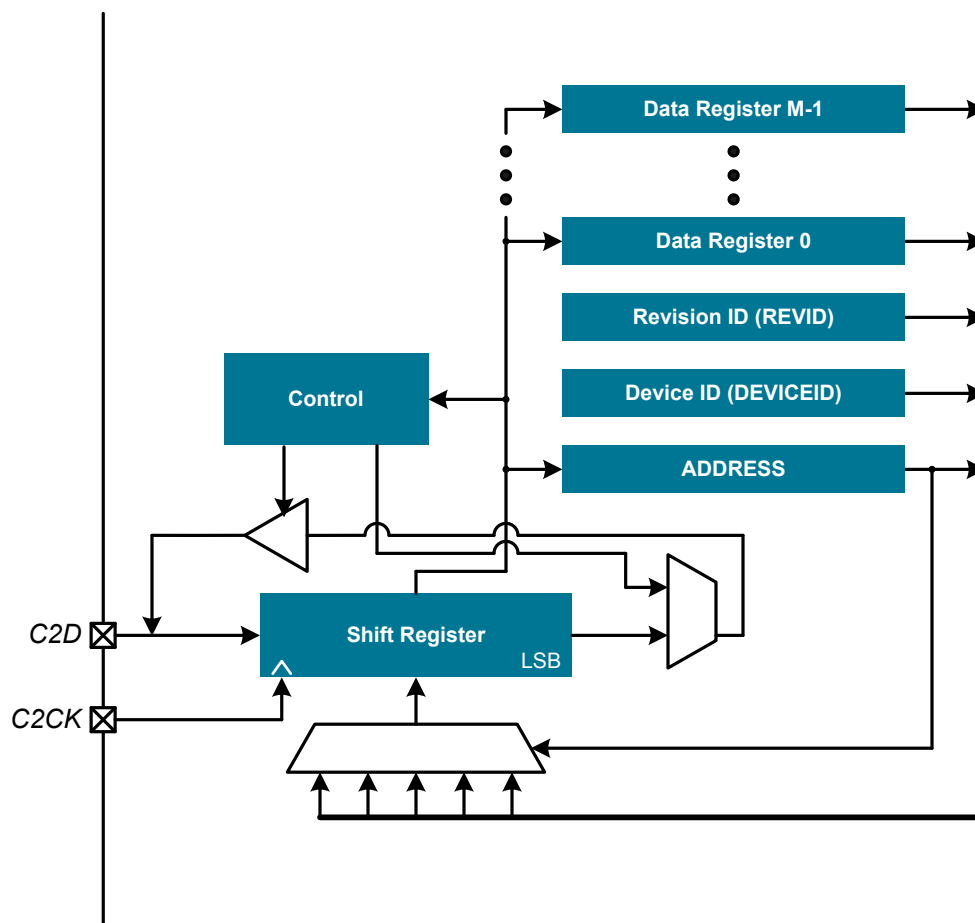 Data Register M-1
Data Register 0
Revision ID (REVID)
Device ID (DEVICEID)
Control
ADDRESS
C2D
Shift Register
LSB
C2CK